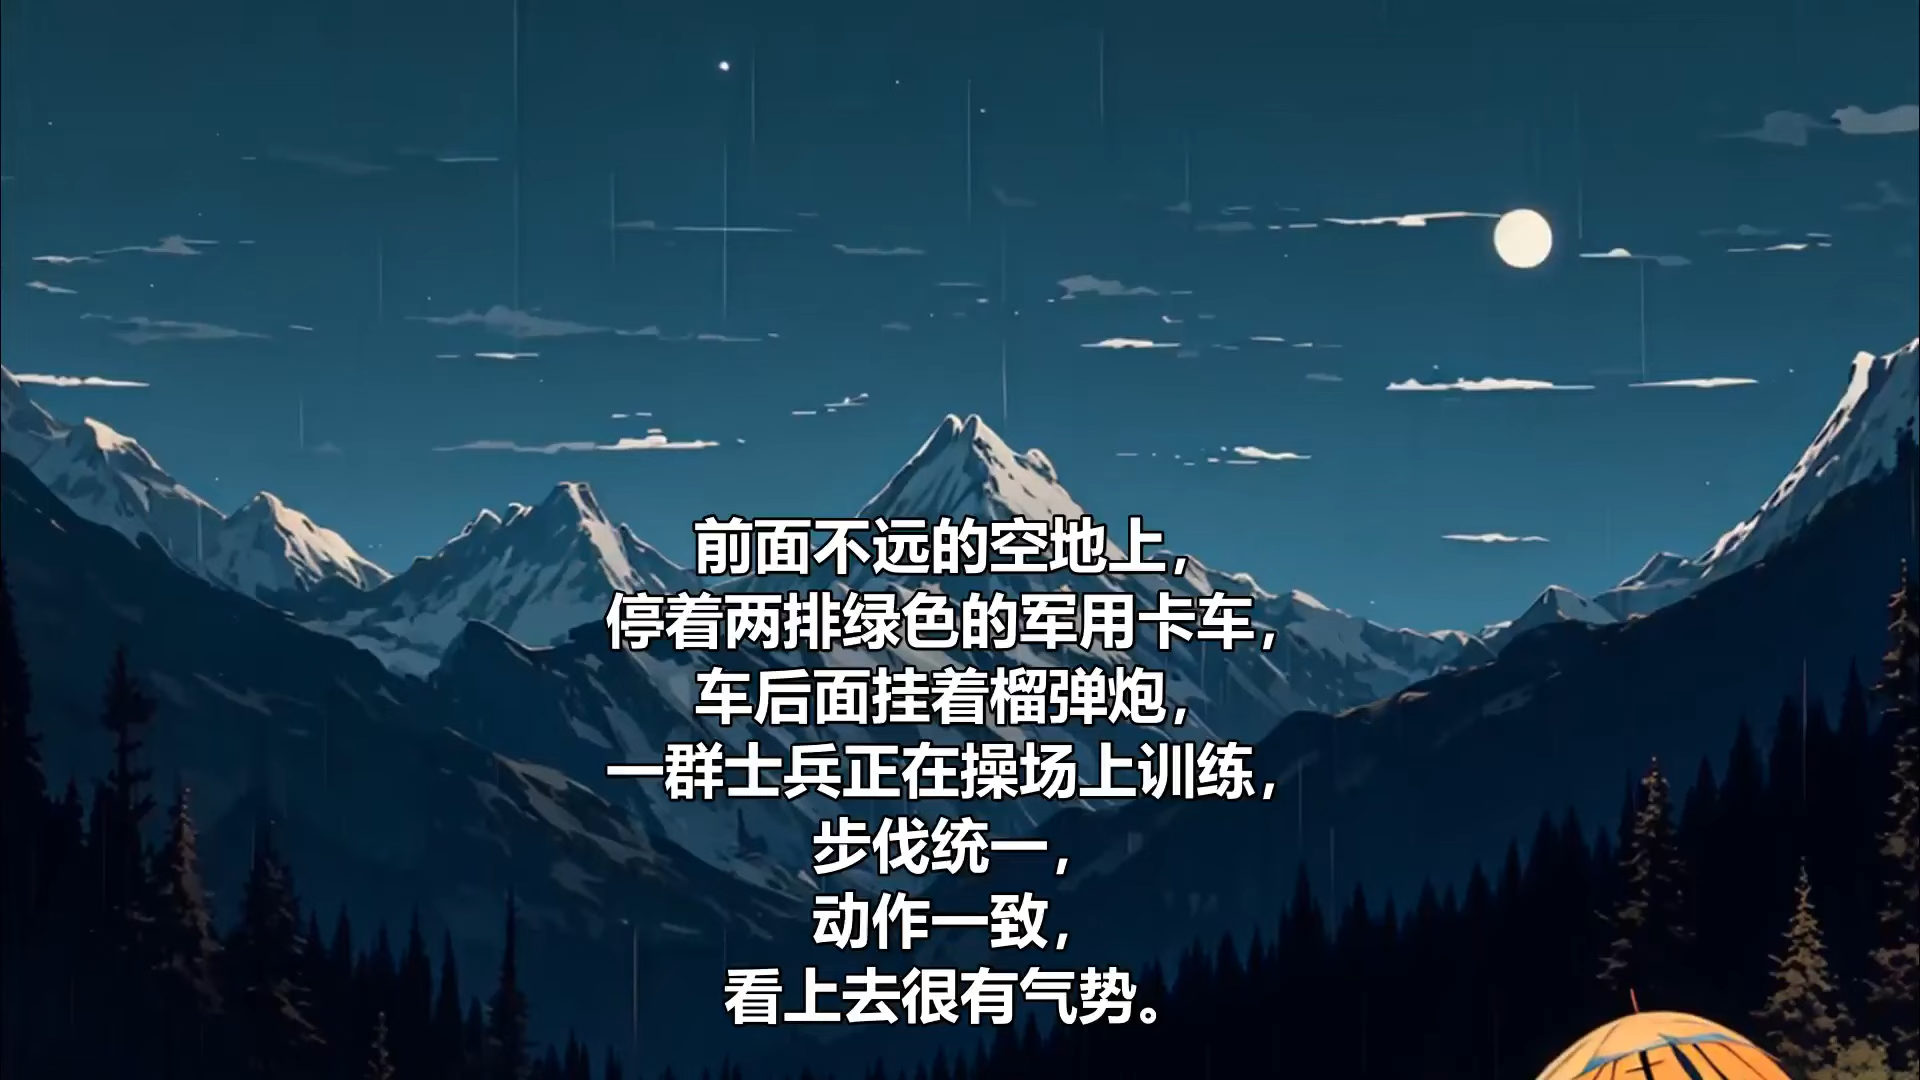 前面不远的空地上，
停着两排绿色的军用卡车，
车后面挂着榴弹炮，
一群士兵正在操场上训练，
步伐统一，
动作一致，
看上去很有气势。